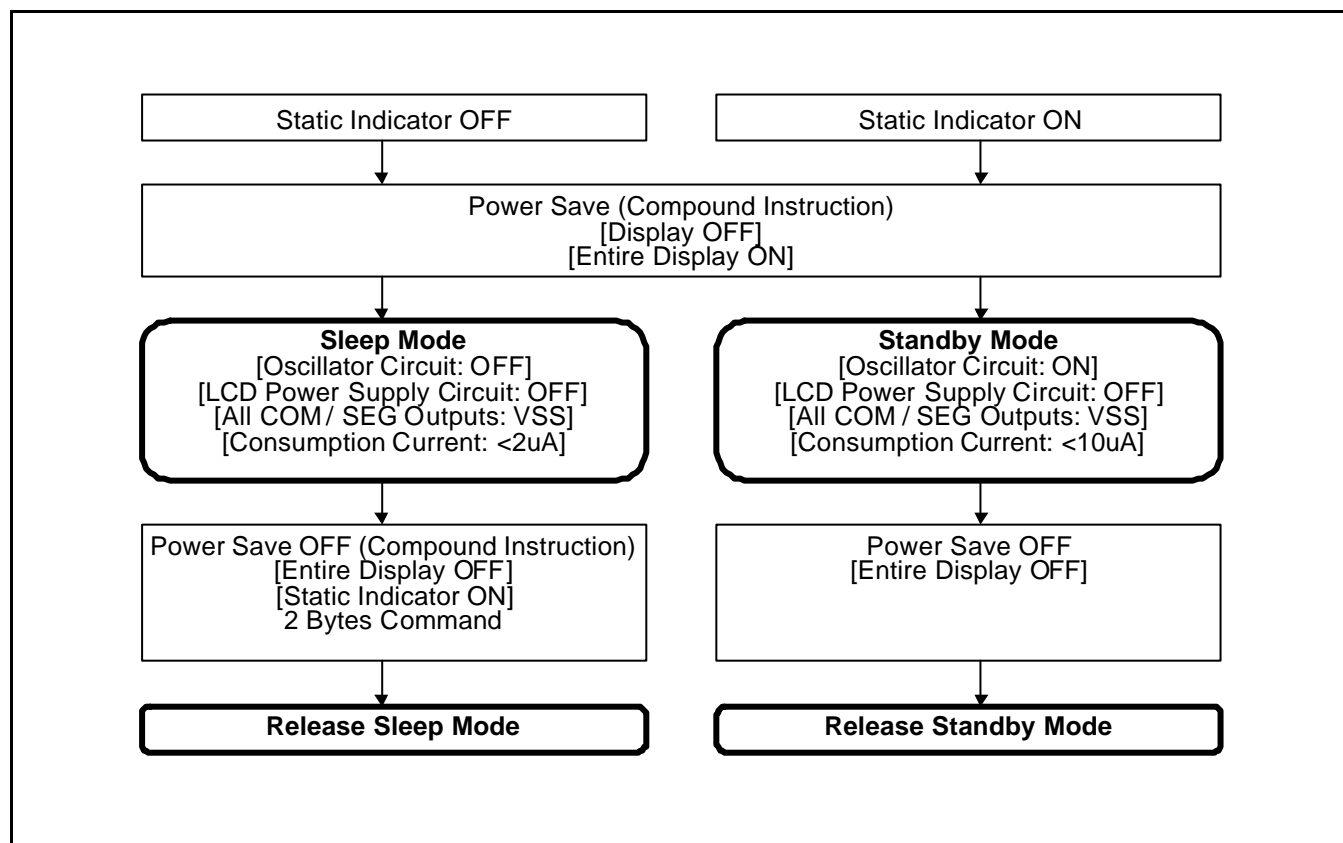 Static Indicator OFF
Static Indicator ON
Power Save (Compound Instruction)
[Display OFF]
[Entire Display ON]
Sleep Mode
[Oscillator Circuit: OFF]
[LCD Power Supply Circuit: OFF]
[All COM / SEG Outputs: VSS]
[Consumption Current: <2uA]
Standby Mode
[Oscillator Circuit: ON]
[LCD Power Supply Circuit: OFF]
[All COM / SEG Outputs: VSS]
[Consumption Current: <10uA]
Power Save OFF (Compound Instruction)
[Entire Display OFF]
[Static Indicator ON]
2 Bytes Command
Power Save OFF
[Entire Display OFF]
Release Sleep Mode
Release Standby Mode